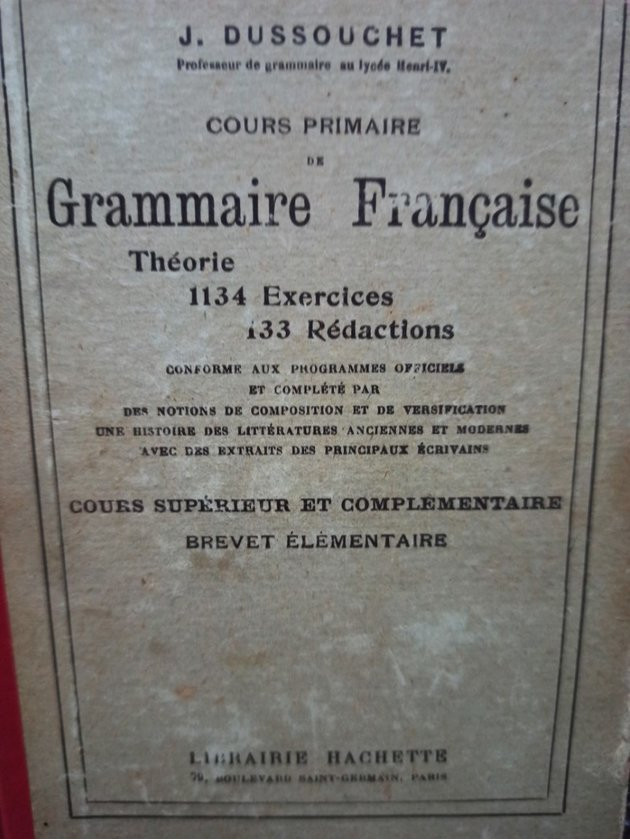 J. DUSSOUCHET
Professeur de grammaire au lycée Henri-IV.
COURS PRIMAIRE
DE
Grammaire Française
Théorie
1134 Exercices
133 Rédactions
CONFORME AUX PROGRAMMES OFFICIELS
ET COMPLÉTÉ PAR
DES NOTIONS DE COMPOSITION ET DE VERSIFICATION
UNE HISTOIRE DES LITTÉRATURES ANCIENNES ET MODERNES
AVEC DES EXTRAITS DES PRINCIPAUX ÉCRIVAINS
COURS SUPÉRIEUR ET COMPLÉMENTAIRE
BREVET ÉLÉMENTAIRE
LIBRAIRIE HACHETTE
79, BOULEVARD SAINT-GERMAIN, PARIS